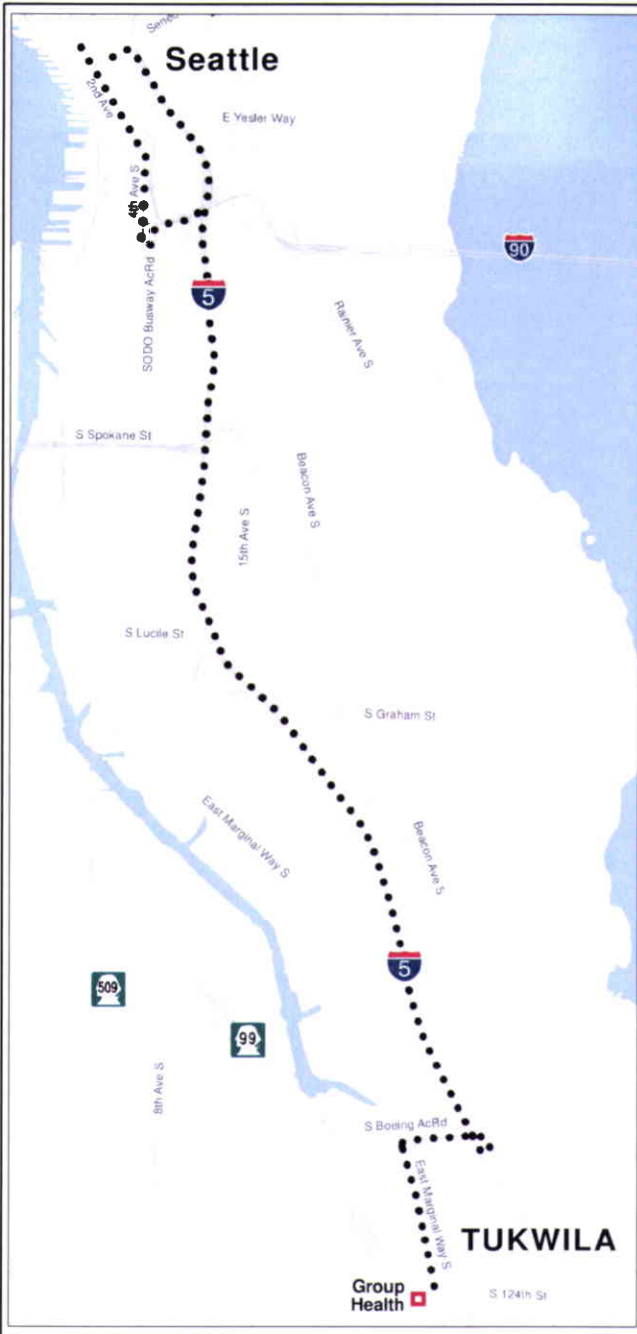 Senec
Seattle
2nd Ave
E Yesler Way
4th Ave S
90
SODO Busway AcRd
5
Rainier Ave S
S Spokane St
Beacon Ave S
15th Ave S
S Lucile St
S Graham St
East Marginal Way S
Beacon Ave S
5
509
99
8th Ave S
S Boeing AcRd
East Marginal Way S
TUKWILA
Group
Health
S 124th St